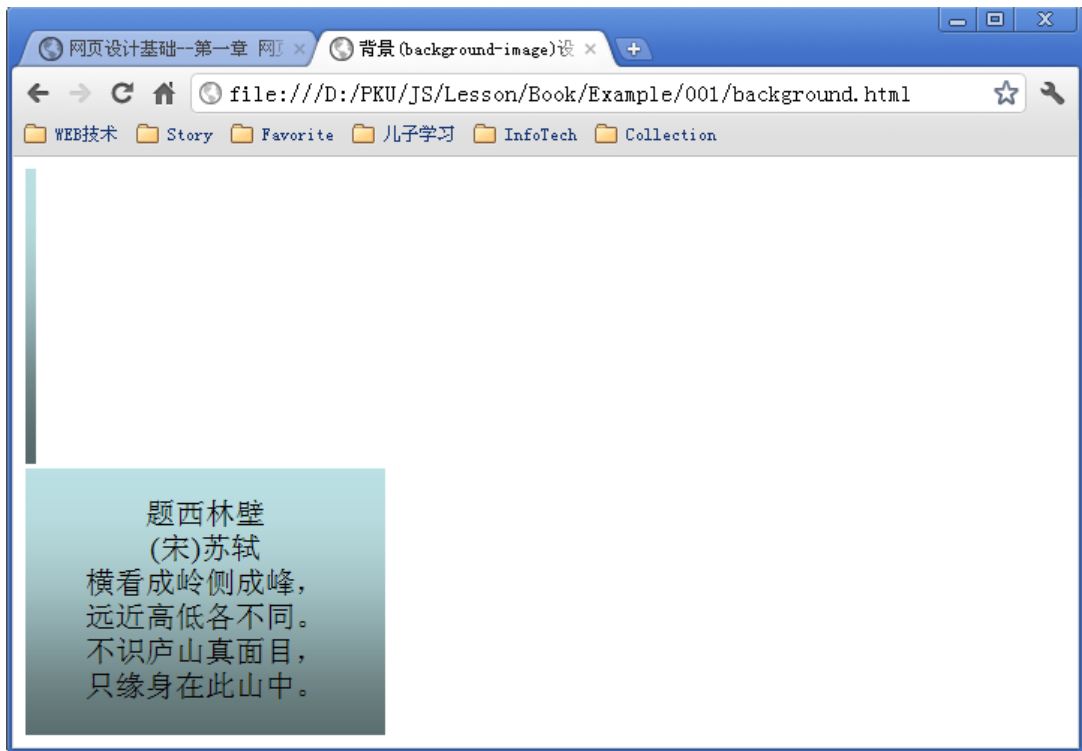 网页设计基础--第一章 网页
背景(background-image)设
file:///D:/PKU/JS/Lesson/Book/Example/001/background.html
WEB技术 Story Favorite 儿子学习 InfoTech Collection
题西林壁
(宋)苏轼
横看成岭侧成峰，
远近高低各不同。
不识庐山真面目，
只缘身在此山中。